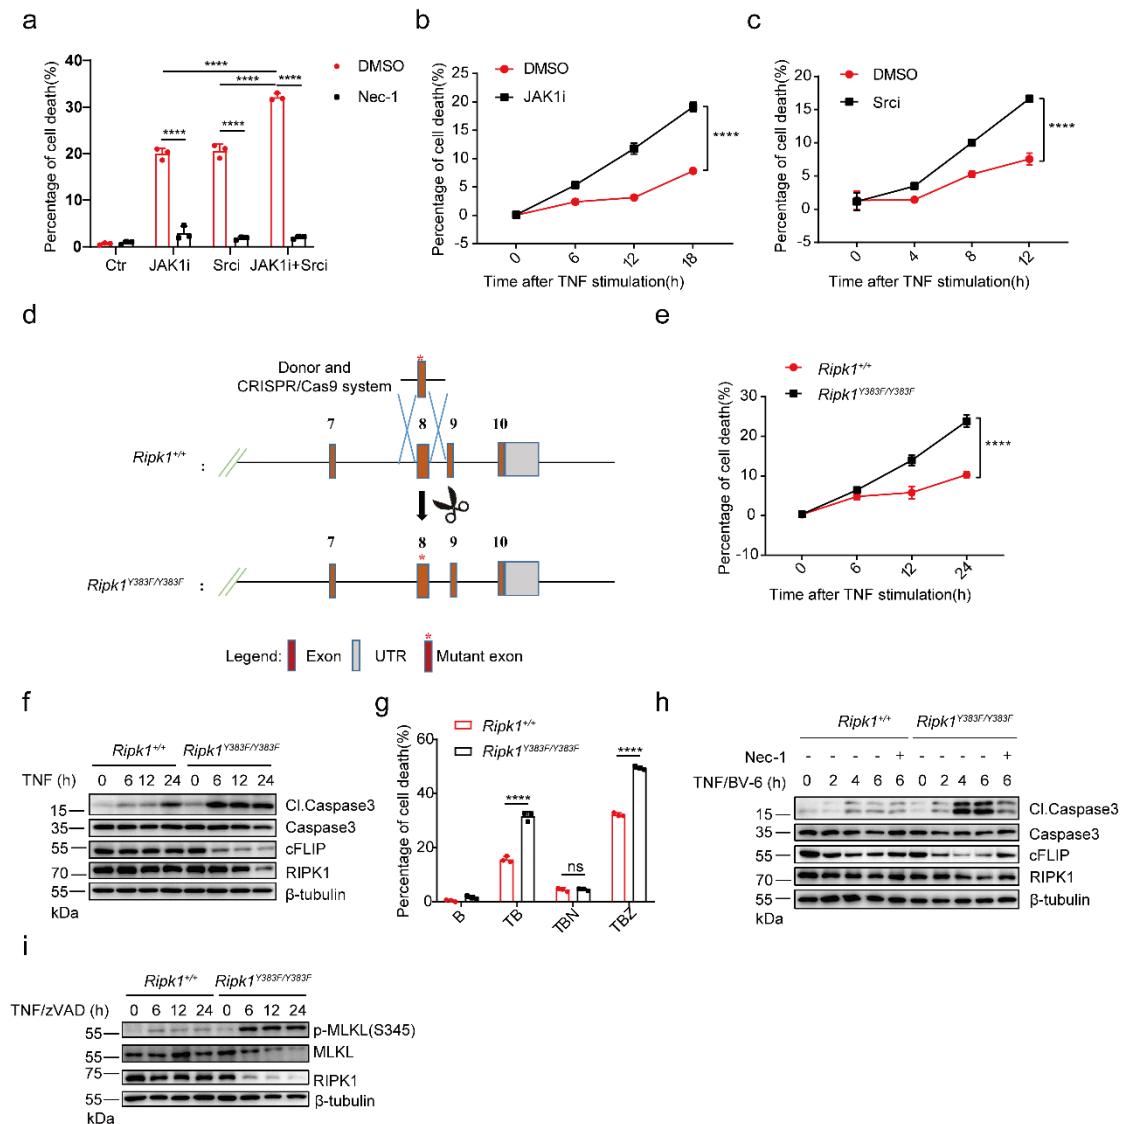 a
Percentage of cell death(%)
40
30
20
10
0
****
****
****
****
****
DMSO
Nec-1
Ctr
JAK1i
Srci
JAK1i+Srci
b
Percentage of cell death(%)
25
20
15
10
5
0
-5
DMSO
JAK1i
****
0
6
12
18
Time after TNF stimulation(h)
c
Percentage of cell death(%)
20
15
10
5
0
-5
DMSO
Srci
****
0
4
8
12
Time after TNF stimulation(h)
d
*
Donor and
CRISPR/Cas9 system
7
8
9
10
Ripk1+/+ :
7
8
9
10
*
Ripk1Y383F/Y383F :
Legend: Exon UTR * Mutant exon
e
Ripk1+/+
Ripk1Y383F/Y383F
Percentage of cell death(%)
30
20
10
0
-10
****
0
6
12
24
Time after TNF stimulation(h)
f
Ripk1+/+ Ripk1Y383F/Y383F
TNF (h) 0 6 12 24 0 6 12 24
15 Cl.Caspase3
35 Caspase3
55 cFLIP
70 RIPK1
55 β-tubulin
kDa
g
Ripk1+/+
Ripk1Y383F/Y383F
Percentage of cell death(%)
60
40
20
0
****
ns
****
B
TB
TBN
TBZ
h
Ripk1+/+ Ripk1Y383F/Y383F
Nec-1 - - - - + - - - - +
TNF/BV-6 (h) 0 2 4 6 6 0 2 4 6 6
15 Cl.Caspase3
35 Caspase3
55 cFLIP
70 RIPK1
55 β-tubulin
kDa
i
Ripk1+/+ Ripk1Y383F/Y383F
TNF/zVAD (h) 0 6 12 24 0 6 12 24
55 p-MLKL(S345)
55 MLKL
75 RIPK1
55 β-tubulin
kDa